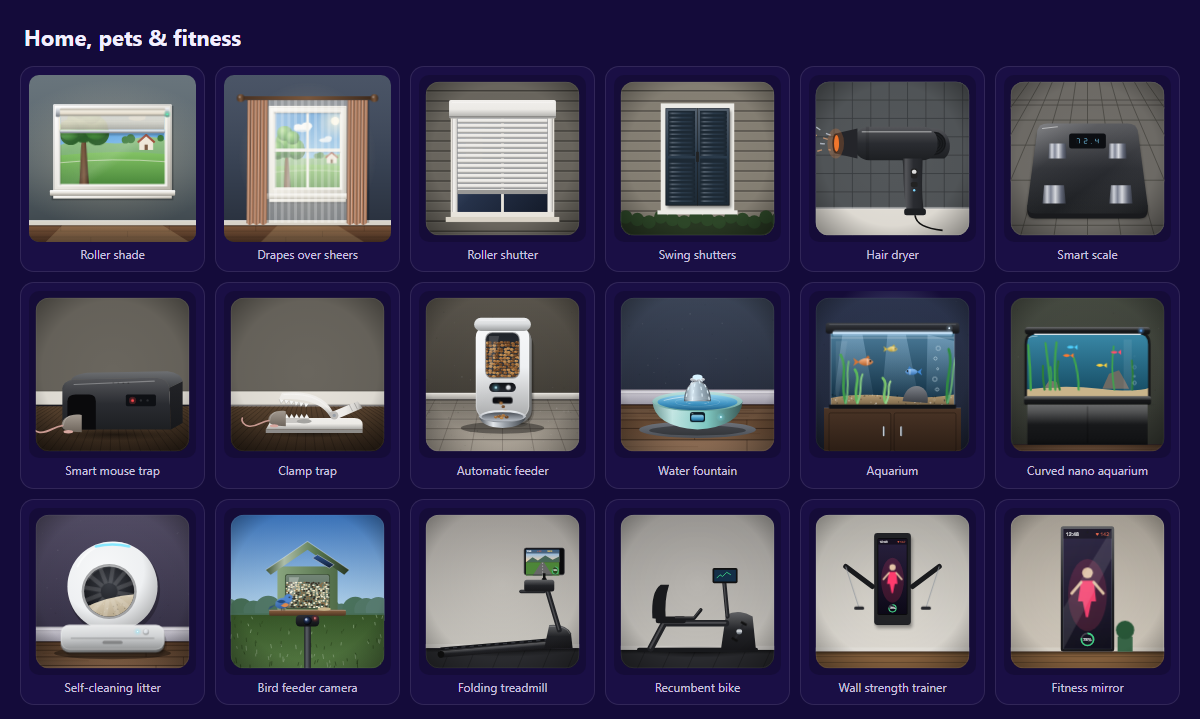 Home, pets & fitness
Roller shade
Drapes over sheers
Roller shutter
Swing shutters
Hair dryer
72.4
Smart scale
Smart mouse trap
Clamp trap
Automatic feeder
Water fountain
Aquarium
Curved nano aquarium
Self-cleaning litter
Bird feeder camera
Folding treadmill
Recumbent bike
Wall strength trainer
12:48
Fitness mirror